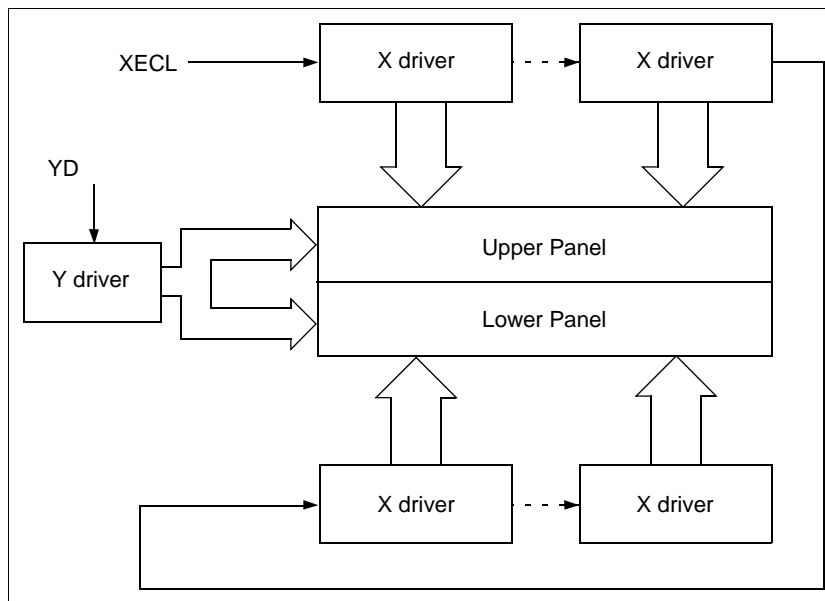 XECL
X driver
X driver
YD
Upper Panel
Y driver
Lower Panel
X driver
X driver